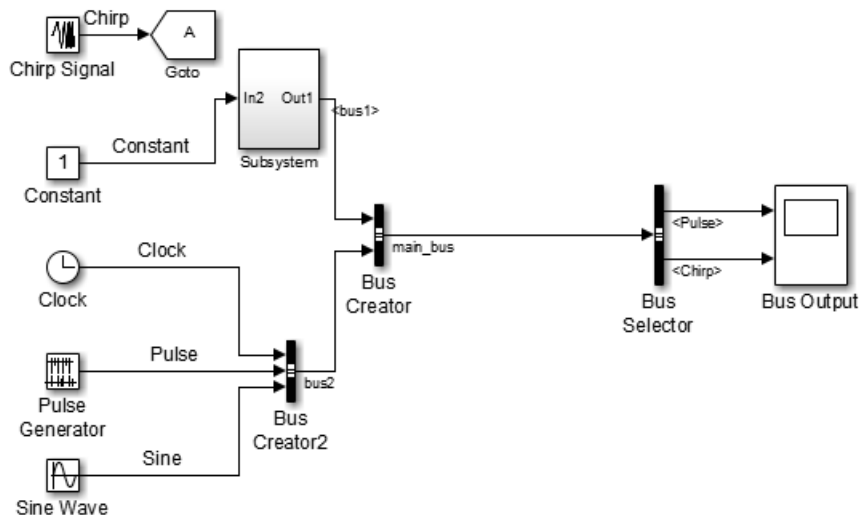 Chirp
A
Chirp Signal
Goto
In2
Out1
<bus1>
Constant
Subsystem
1
Constant
<Pulse>
Clock
main_bus
<Chirp>
Clock
Bus
Creator
Bus
Selector
Bus Output
Pulse
bus2
Pulse
Generator
Bus
Creator2
Sine
Sine Wave